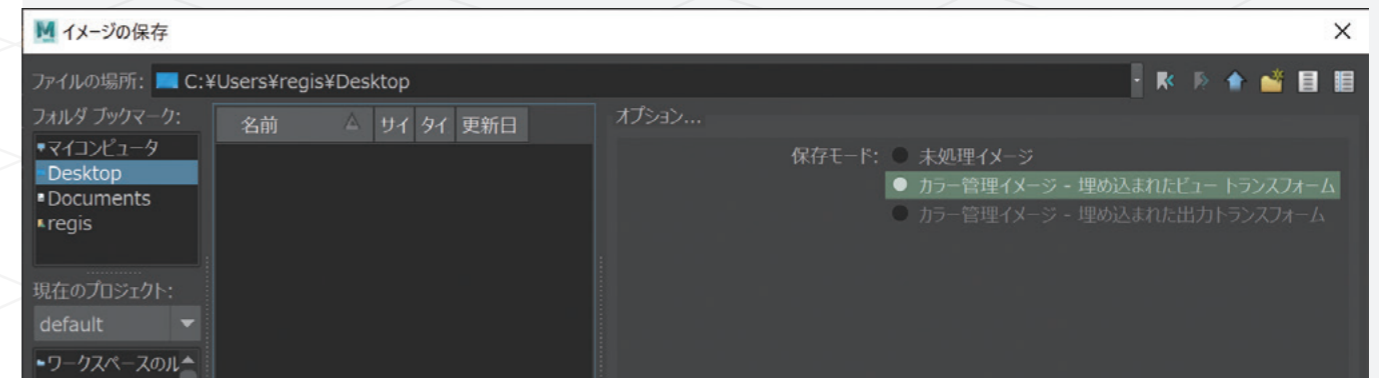 イメージの保存
ファイルの場所: C:¥Users¥regis¥Desktop
フォルダ ブックマーク:
マイコンピュータ
Desktop
Documents
regis
現在のプロジェクト:
default
ワークスペースのル
名前 サイ タイ 更新日
オプション...
保存モード: 未処理イメージ
カラー管理イメージ - 埋め込まれたビュー トランスフォーム
カラー管理イメージ - 埋め込まれた出力トランスフォーム